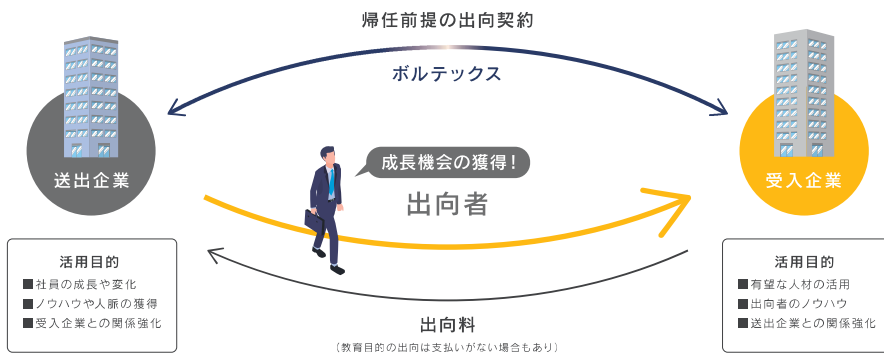 帰任前提の出向契約
ボルテックス
送出企業
成長機会の獲得！
出向者
受入企業
活用目的
■社員の成長や変化
■ノウハウや人脈の獲得
■受入企業との関係強化
出向料
(教育目的の出向は支払いがない場合もあり)
活用目的
■有望な人材の活用
■出向者のノウハウ
■送出企業との関係強化